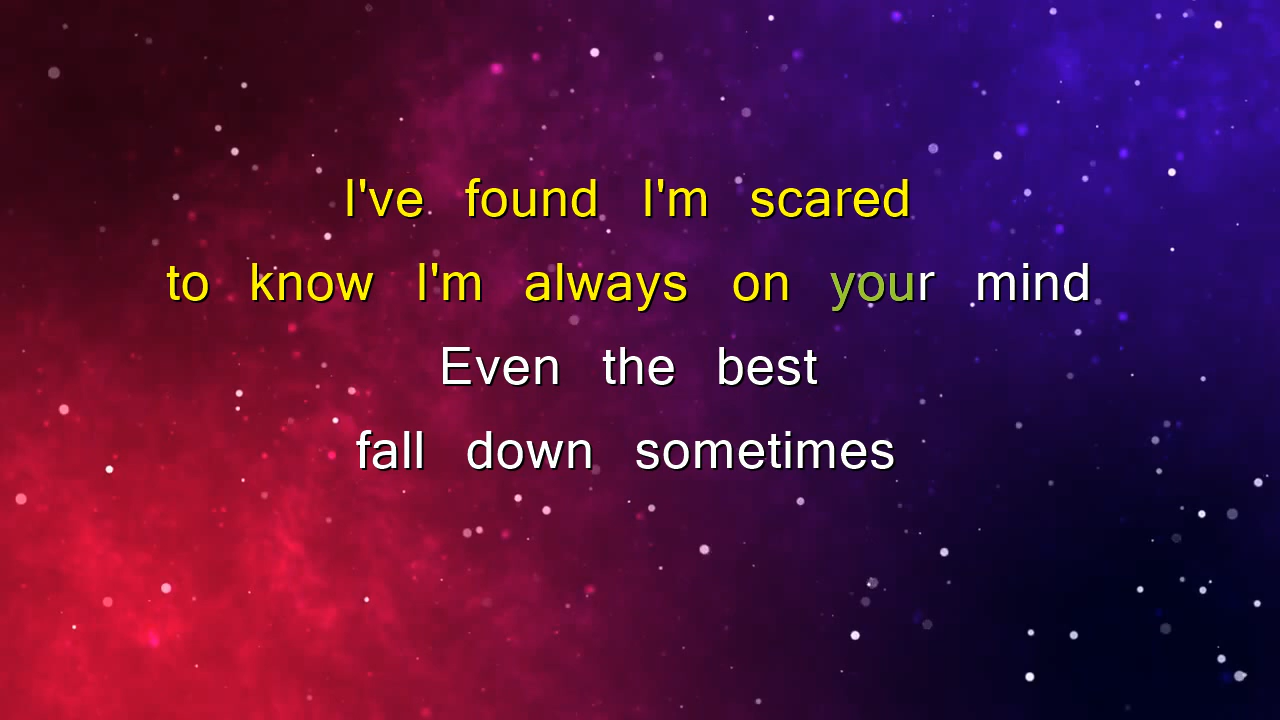 I've found I'm scared
to know I'm always on your mind
Even the best
fall down sometimes